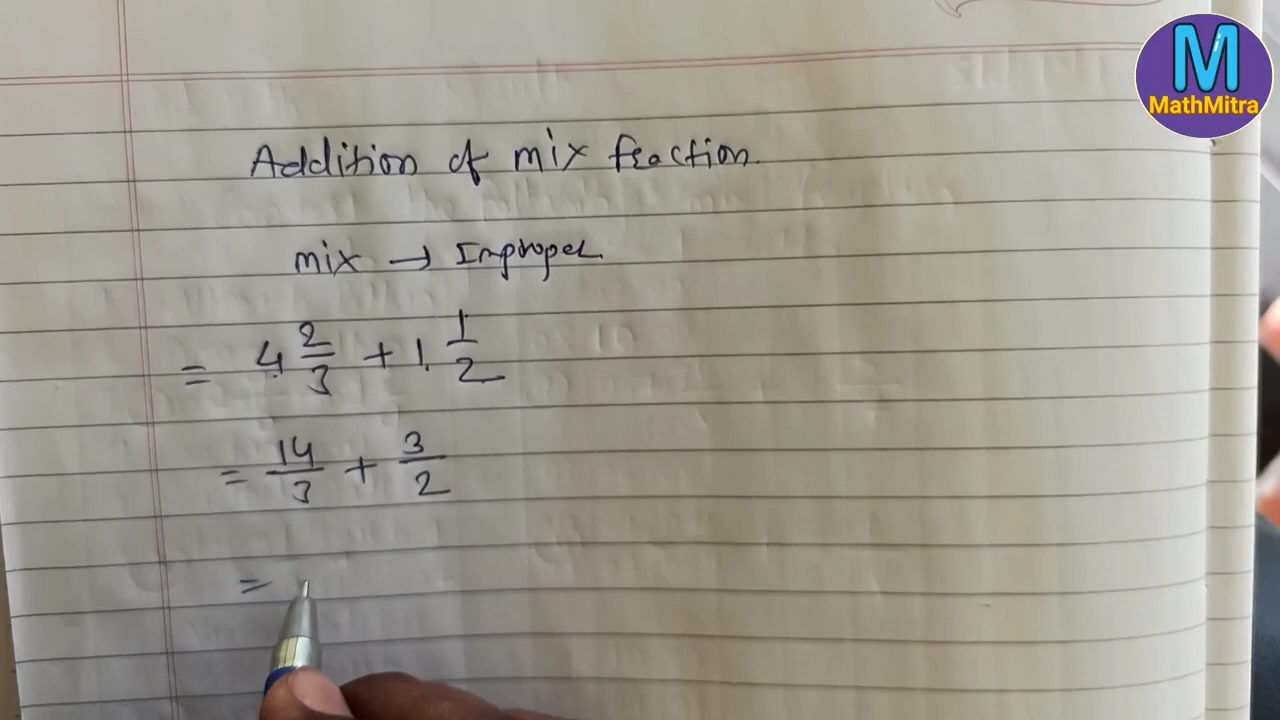 M
MathMitra
Addition of mix fraction
mix → Improper
= 4 2/3 + 1 1/2
= 14/3 + 3/2
=